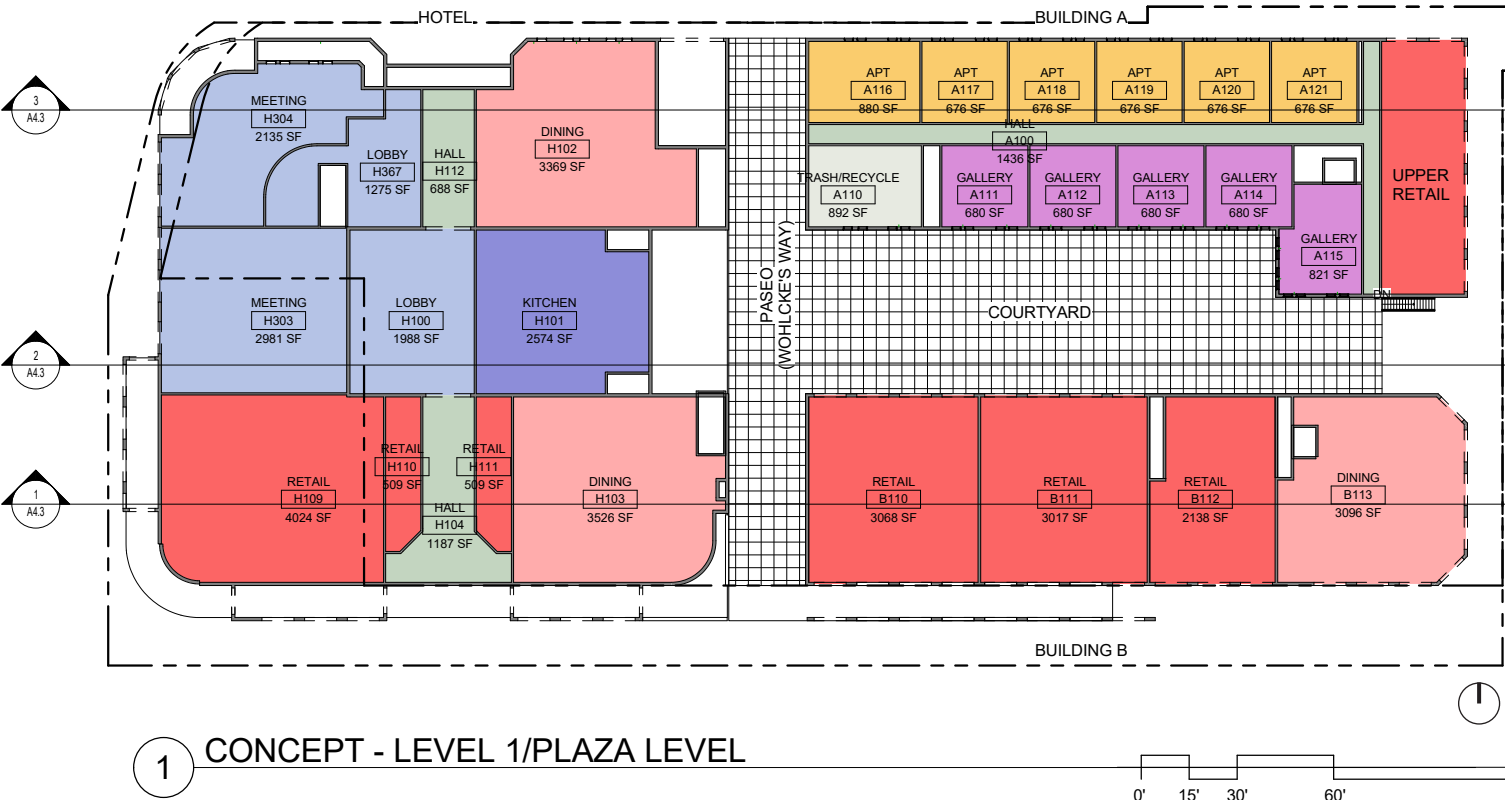 HOTEL
BUILDING A
3
A4.3
MEETING
H304
2135 SF
LOBBY
H367
1275 SF
HALL
H112
688 SF
DINING
H102
3369 SF
APT
A116
880 SF
APT
A117
676 SF
APT
A118
676 SF
APT
A119
676 SF
APT
A120
676 SF
APT
A121
676 SF
HALL
A100
1436 SF
TRASH/RECYCLE
A110
892 SF
GALLERY
A111
680 SF
GALLERY
A112
680 SF
GALLERY
A113
680 SF
GALLERY
A114
680 SF
GALLERY
A115
821 SF
UPPER
RETAIL
DN
2
A4.3
MEETING
H303
2981 SF
LOBBY
H100
1988 SF
KITCHEN
H101
2574 SF
PASEO
(WOHLCKE'S WAY)
COURTYARD
1
A4.3
RETAIL
H109
4024 SF
RETAIL
H110
509 SF
RETAIL
H111
509 SF
HALL
H104
1187 SF
DINING
H103
3526 SF
RETAIL
B110
3068 SF
RETAIL
B111
3017 SF
RETAIL
B112
2138 SF
DINING
B113
3096 SF
BUILDING B
1
CONCEPT - LEVEL 1/PLAZA LEVEL
0'
15'
30'
60'